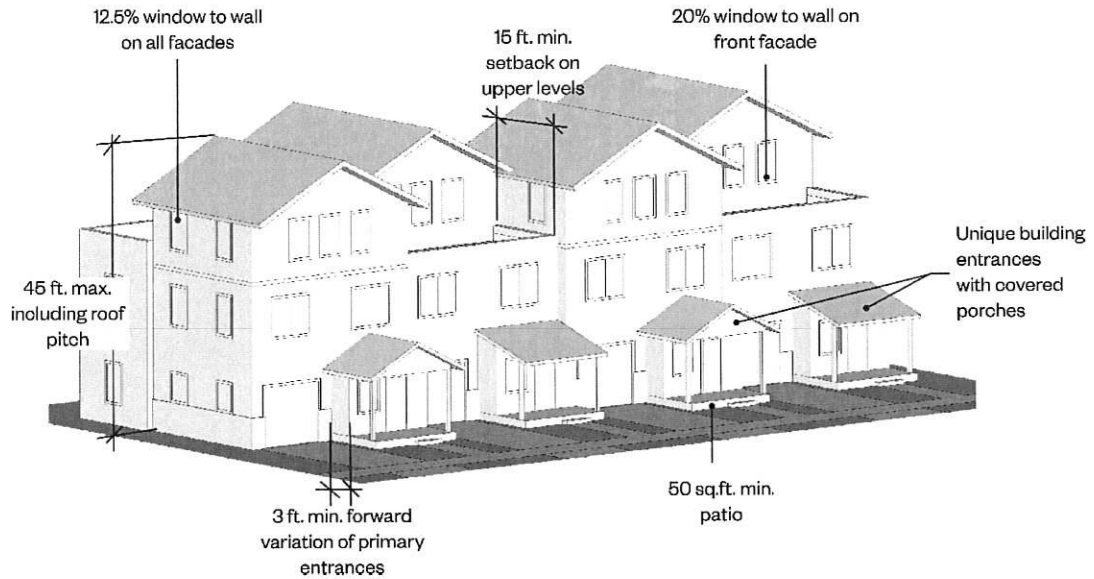 12.5% window to wall
on all facades
15 ft. min.
setback on
upper levels
20% window to wall on
front facade
Unique building
entrances
with covered
porches
45 ft. max.
including roof
pitch
3 ft. min. forward
variation of primary
entrances
50 sq.ft. min.
patio